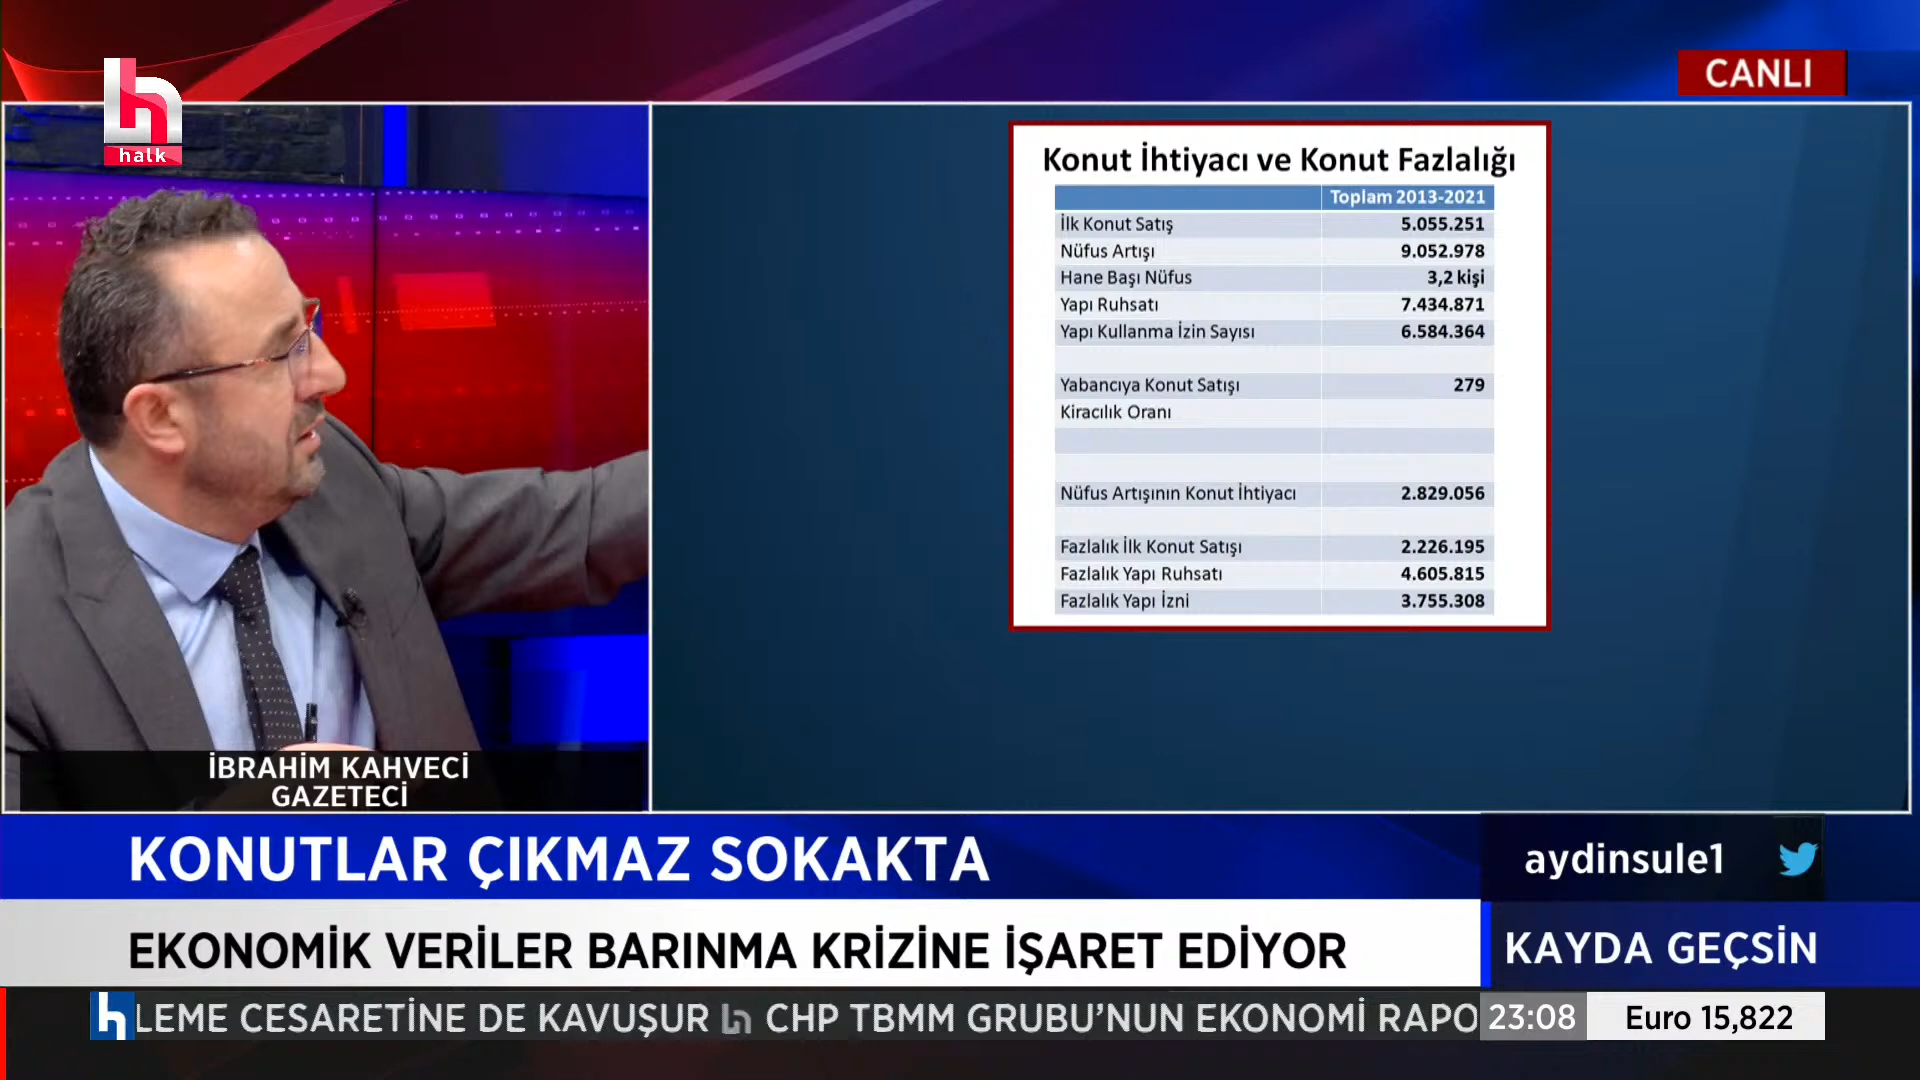 CANLI
halk
Konut İhtiyacı ve Konut Fazlalığı
Toplam 2013-2021
İlk Konut Satış 5.055.251
Nüfus Artışı 9.052.978
Hane Başı Nüfus 3,2 kişi
Yapı Ruhsatı 7.434.871
Yapı Kullanma İzin Sayısı 6.584.364
Yabancıya Konut Satışı 279
Kiracılık Oranı
Nüfus Artışının Konut İhtiyacı 2.829.056
Fazlalık İlk Konut Satışı 2.226.195
Fazlalık Yapı Ruhsatı 4.605.815
Fazlalık Yapı İzni 3.755.308
İBRAHİM KAHVECİ
GAZETECİ
KONUTLAR ÇIKMAZ SOKAKTA
aydinsule1
EKONOMİK VERİLER BARINMA KRİZİNE İŞARET EDİYOR
KAYDA GEÇSİN
LEME CESARETİNE DE KAVUŞUR CHP TBMM GRUBU'NUN EKONOMİ RAPO 23:08 Euro 15,822